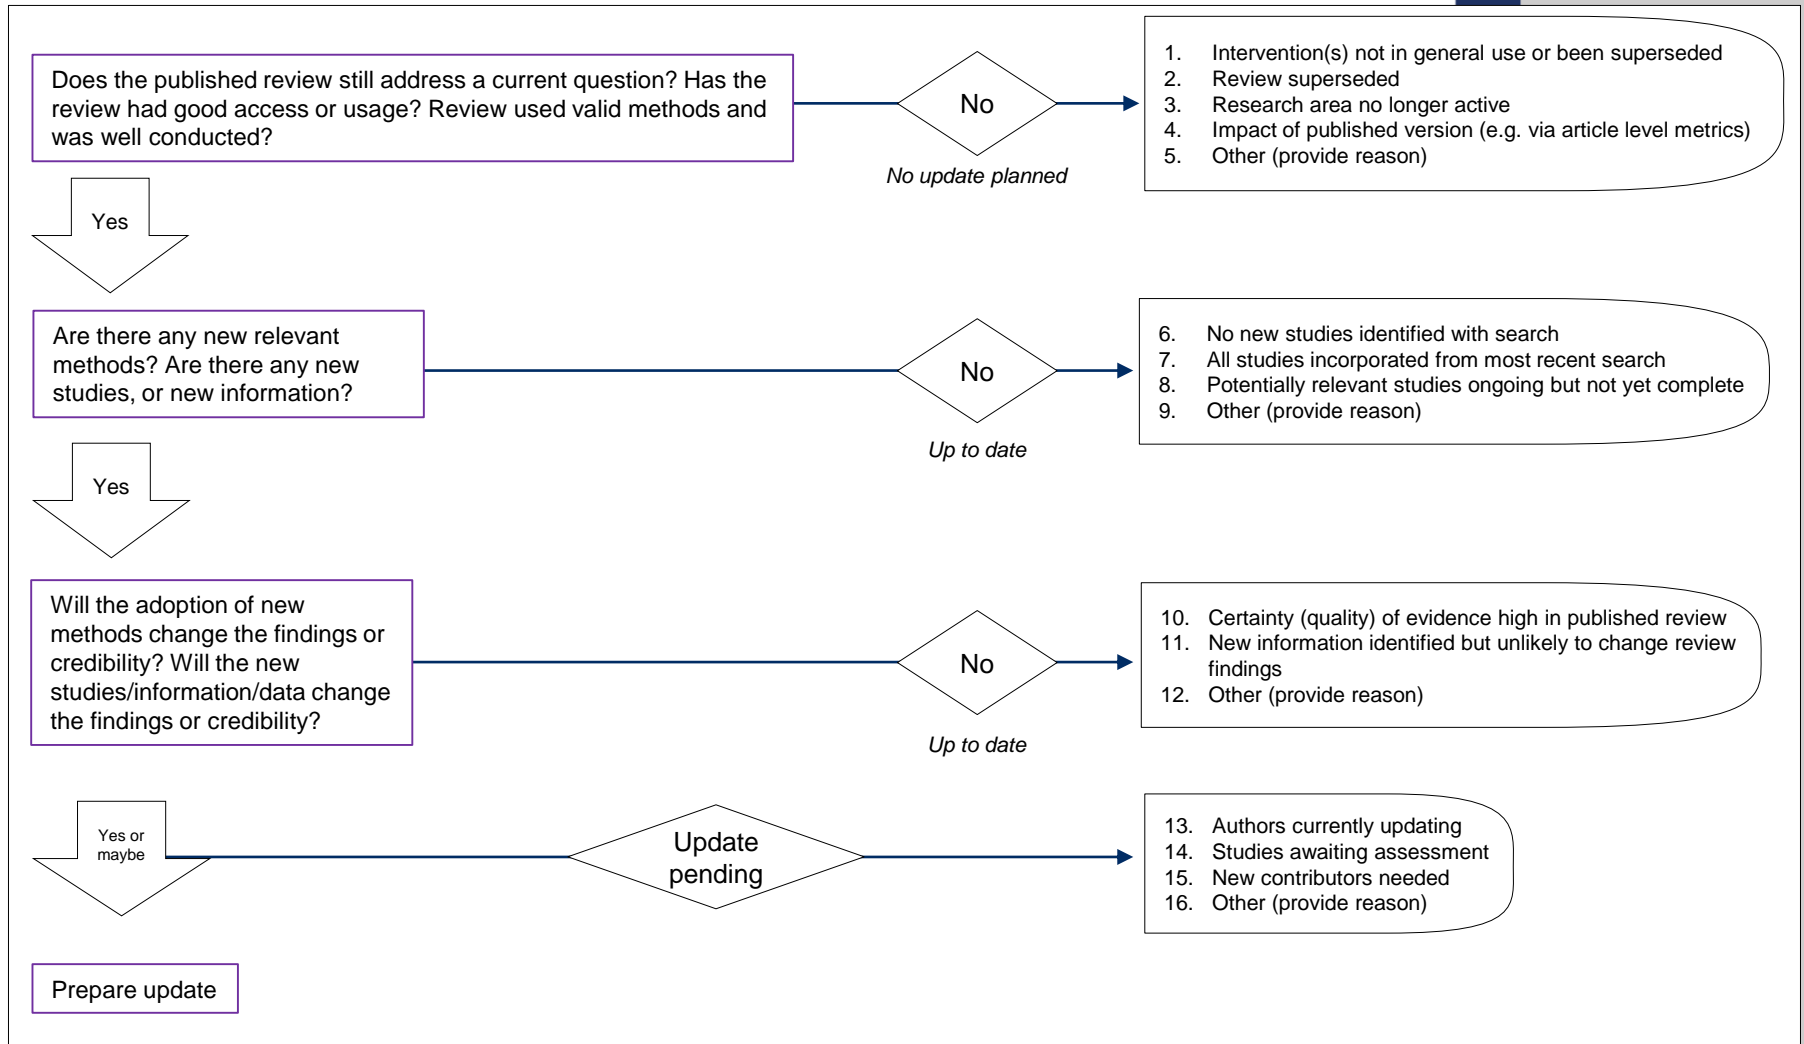 Does the published review still address a current question? Has the
review had good access or usage? Review used valid methods and
was well conducted?
No
No update planned
1. Intervention(s) not in general use or been superseded
2. Review superseded
3. Research area no longer active
4. Impact of published version (e.g. via article level metrics)
5. Other (provide reason)
Yes
Are there any new relevant
methods? Are there any new
studies, or new information?
No
Up to date
6. No new studies identified with search
7. All studies incorporated from most recent search
8. Potentially relevant studies ongoing but not yet complete
9. Other (provide reason)
Yes
Will the adoption of new
methods change the findings or
credibility? Will the new
studies/information/data change
the findings or credibility?
No
Up to date
10. Certainty (quality) of evidence high in published review
11. New information identified but unlikely to change review
findings
12. Other (provide reason)
Yes or
maybe
Update
pending
13. Authors currently updating
14. Studies awaiting assessment
15. New contributors needed
16. Other (provide reason)
Prepare update